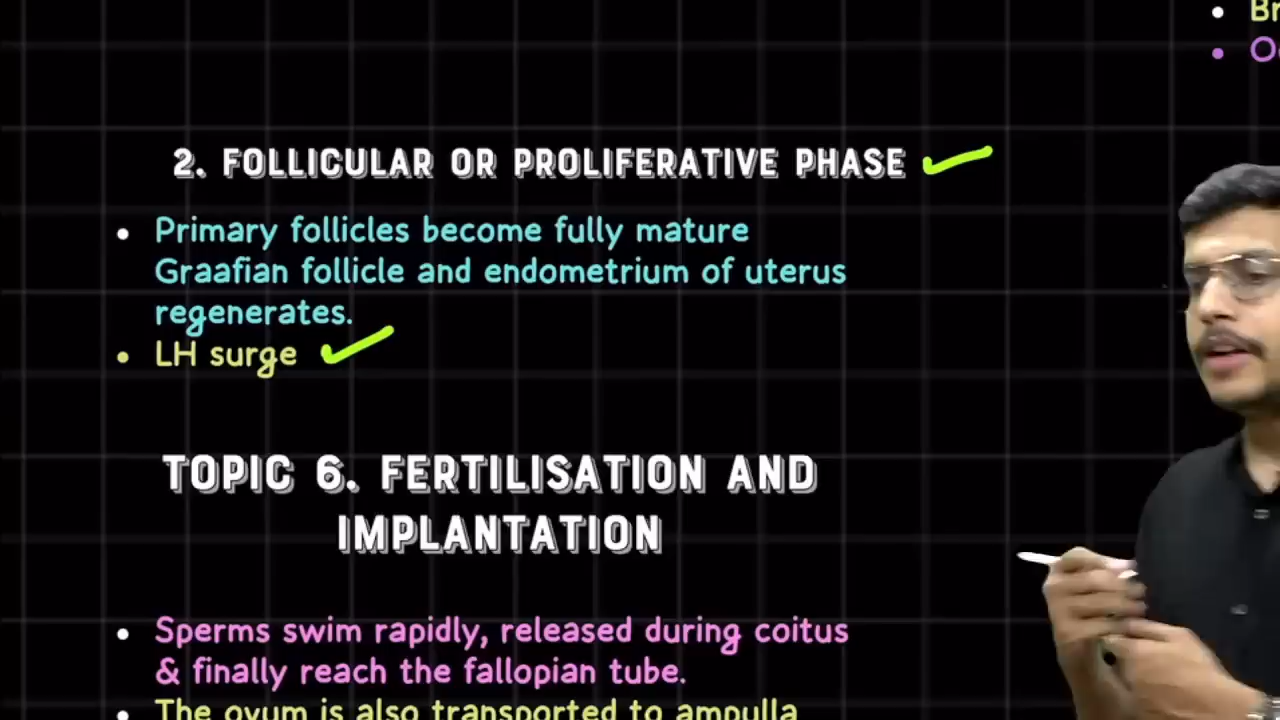 2. FOLLICULAR OR PROLIFERATIVE PHASE
• Primary follicles become fully mature
Graafian follicle and endometrium of uterus
regenerates.
• LH surge
TOPIC 6. FERTILISATION AND
IMPLANTATION
• Sperms swim rapidly, released during coitus
& finally reach the fallopian tube.
• The ovum is also transported to ampulla